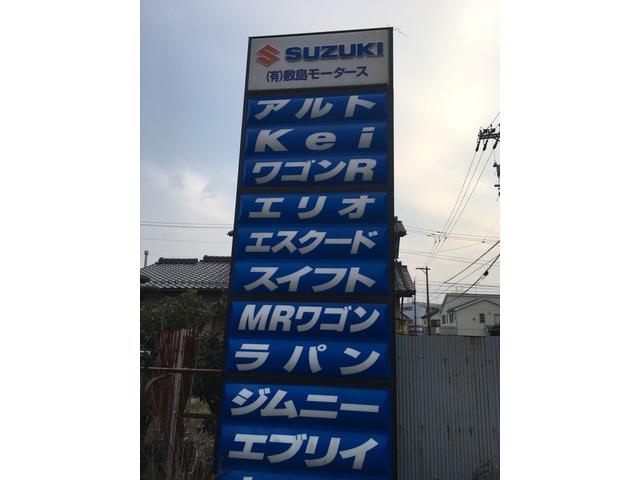 SUZUKI
(有)敷島モータース
アルト
Kei
ワゴンR
エリオ
エスクード
スイフト
MRワゴン
ラパン
ジムニー
エブリイ